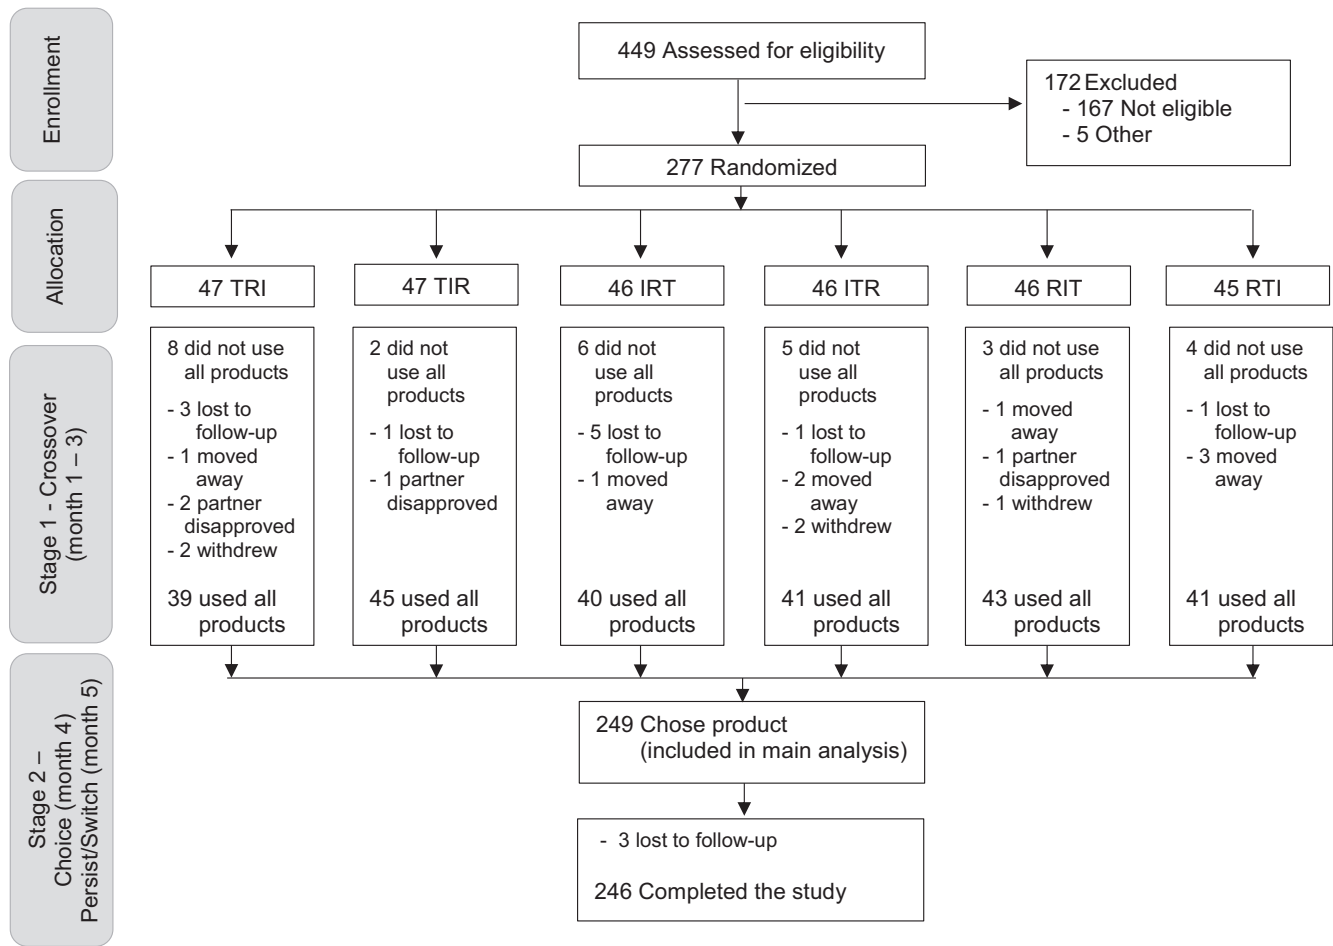 Enrollment
449 Assessed for eligibility
172 Excluded
- 167 Not eligible
- 5 Other
277 Randomized
Allocation
47 TRI
47 TIR
46 IRT
46 ITR
46 RIT
45 RTI
Stage 1 - Crossover
(month 1 – 3)
8 did not use
all products
- 3 lost to
follow-up
- 1 moved
away
- 2 partner
disapproved
- 2 withdrew
39 used all
products
2 did not
use all
products
- 1 lost to
follow-up
- 1 partner
disapproved
45 used all
products
6 did not
use all
products
- 5 lost to
follow-up
- 1 moved
away
40 used all
products
5 did not
use all
products
- 1 lost to
follow-up
- 2 moved
away
- 2 withdrew
41 used all
products
3 did not use
all products
- 1 moved
away
- 1 partner
disapproved
- 1 withdrew
43 used all
products
4 did not use
all products
- 1 lost to
follow-up
- 3 moved
away
41 used all
products
Stage 2 –
Choice (month 4)
Persist/Switch (month 5)
249 Chose product
(included in main analysis)
- 3 lost to follow-up
246 Completed the study